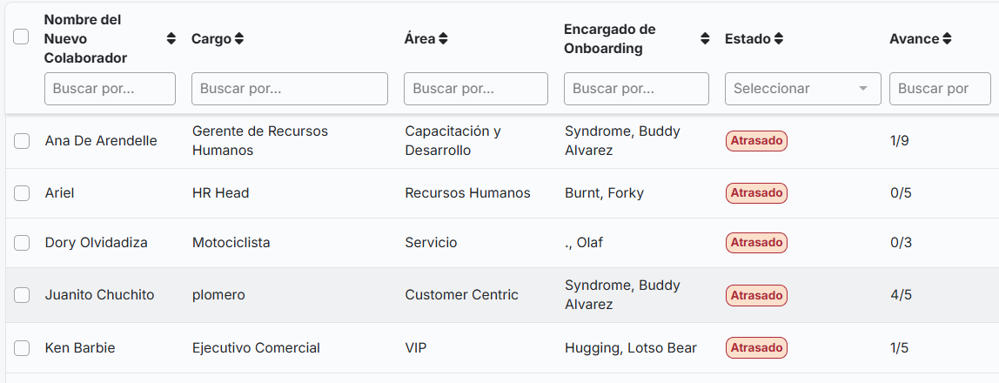 Nombre del Nuevo Colaborador Cargo Área Encargado de Onboarding Estado Avance
Buscar por... Buscar por... Buscar por... Buscar por... Seleccionar Buscar por
Ana De Arendelle Gerente de Recursos Humanos Capacitación y Desarrollo Syndrome, Buddy Alvarez Atrasado 1/9
Ariel HR Head Recursos Humanos Burnt, Forky Atrasado 0/5
Dory Olvidadiza Motociclista Servicio ., Olaf Atrasado 0/3
Juanito Chuchito plomero Customer Centric Syndrome, Buddy Alvarez Atrasado 4/5
Ken Barbie Ejecutivo Comercial VIP Hugging, Lotso Bear Atrasado 1/5